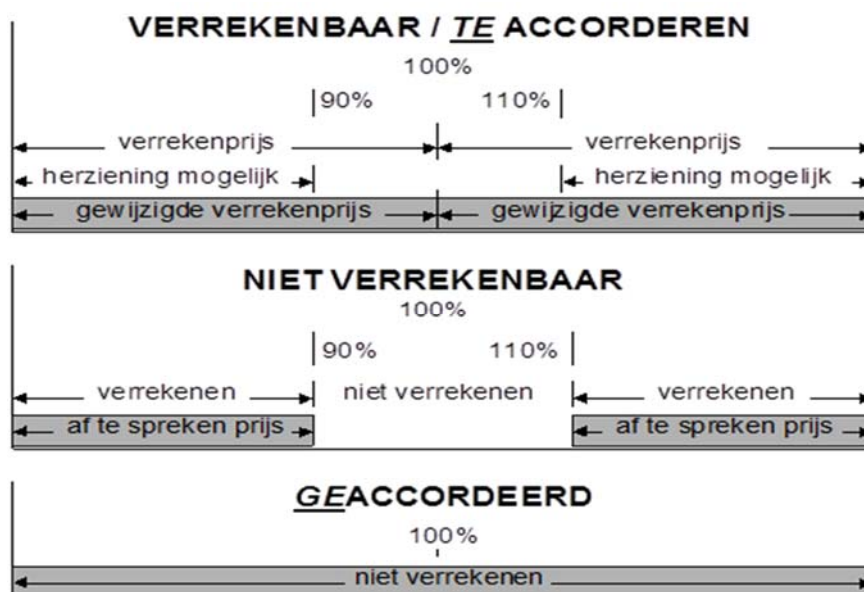 VERREKENBAAR / TE ACCORDEREN
100%
90% 110%
verrekenprijs verrekenprijs
herziening mogelijk herziening mogelijk
gewijzigde verrekenprijs gewijzigde verrekenprijs
NIET VERREKENBAAR
100%
90% 110%
verrekenen niet verrekenen verrekenen
af te spreken prijs af te spreken prijs
GEACCORDEERD
100%
niet verrekenen